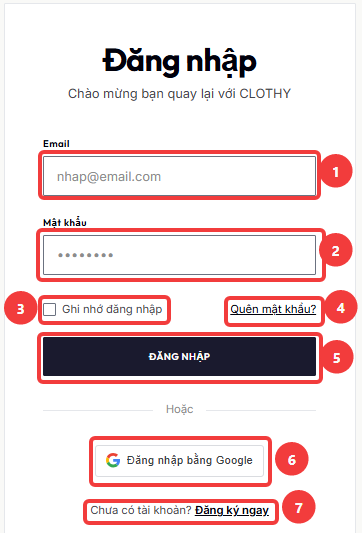 Đăng nhập
Chào mừng bạn quay lại với CLOTHY
Email
nhap@email.com
1
Mật khẩu
2
3
Ghi nhớ đăng nhập
Quên mật khẩu?
4
ĐĂNG NHẬP
5
Hoặc
Đăng nhập bằng Google
6
Chưa có tài khoản? Đăng ký ngay
7